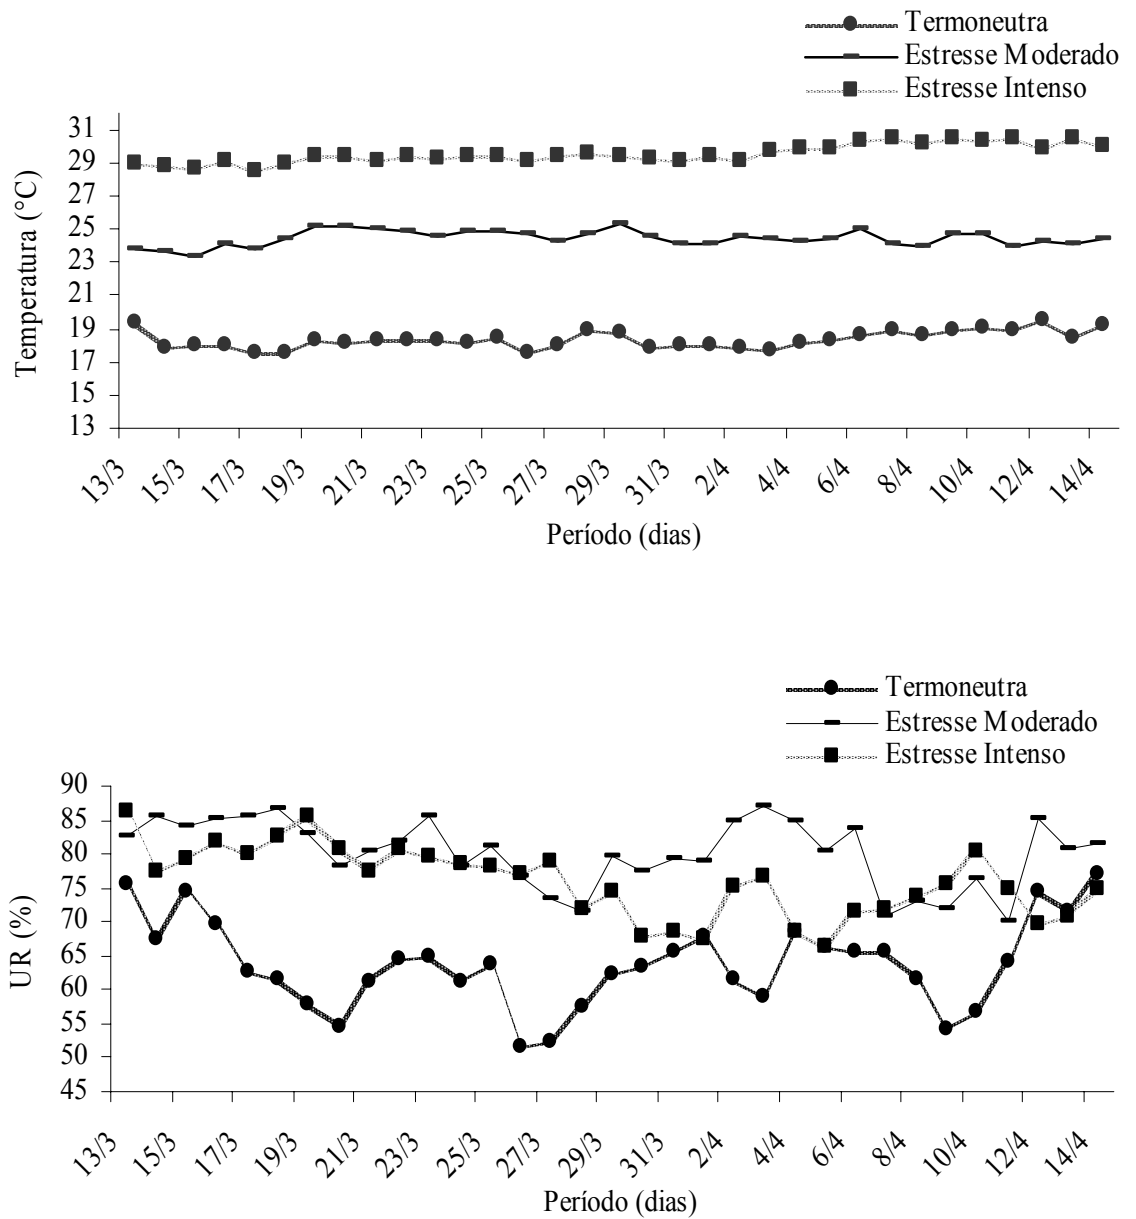 Termoneutra
Estresse Moderado
Estresse Intenso
Temperatura (°C)
31
29
27
25
23
21
19
17
15
13
13/3 15/3 17/3 19/3 21/3 23/3 25/3 27/3 29/3 31/3 2/4 4/4 6/4 8/4 10/4 12/4 14/4
Período (dias)
Termoneutra
Estresse Moderado
Estresse Intenso
UR (%)
90
85
80
75
70
65
60
55
50
45
13/3 15/3 17/3 19/3 21/3 23/3 25/3 27/3 29/3 31/3 2/4 4/4 6/4 8/4 10/4 12/4 14/4
Período (dias)